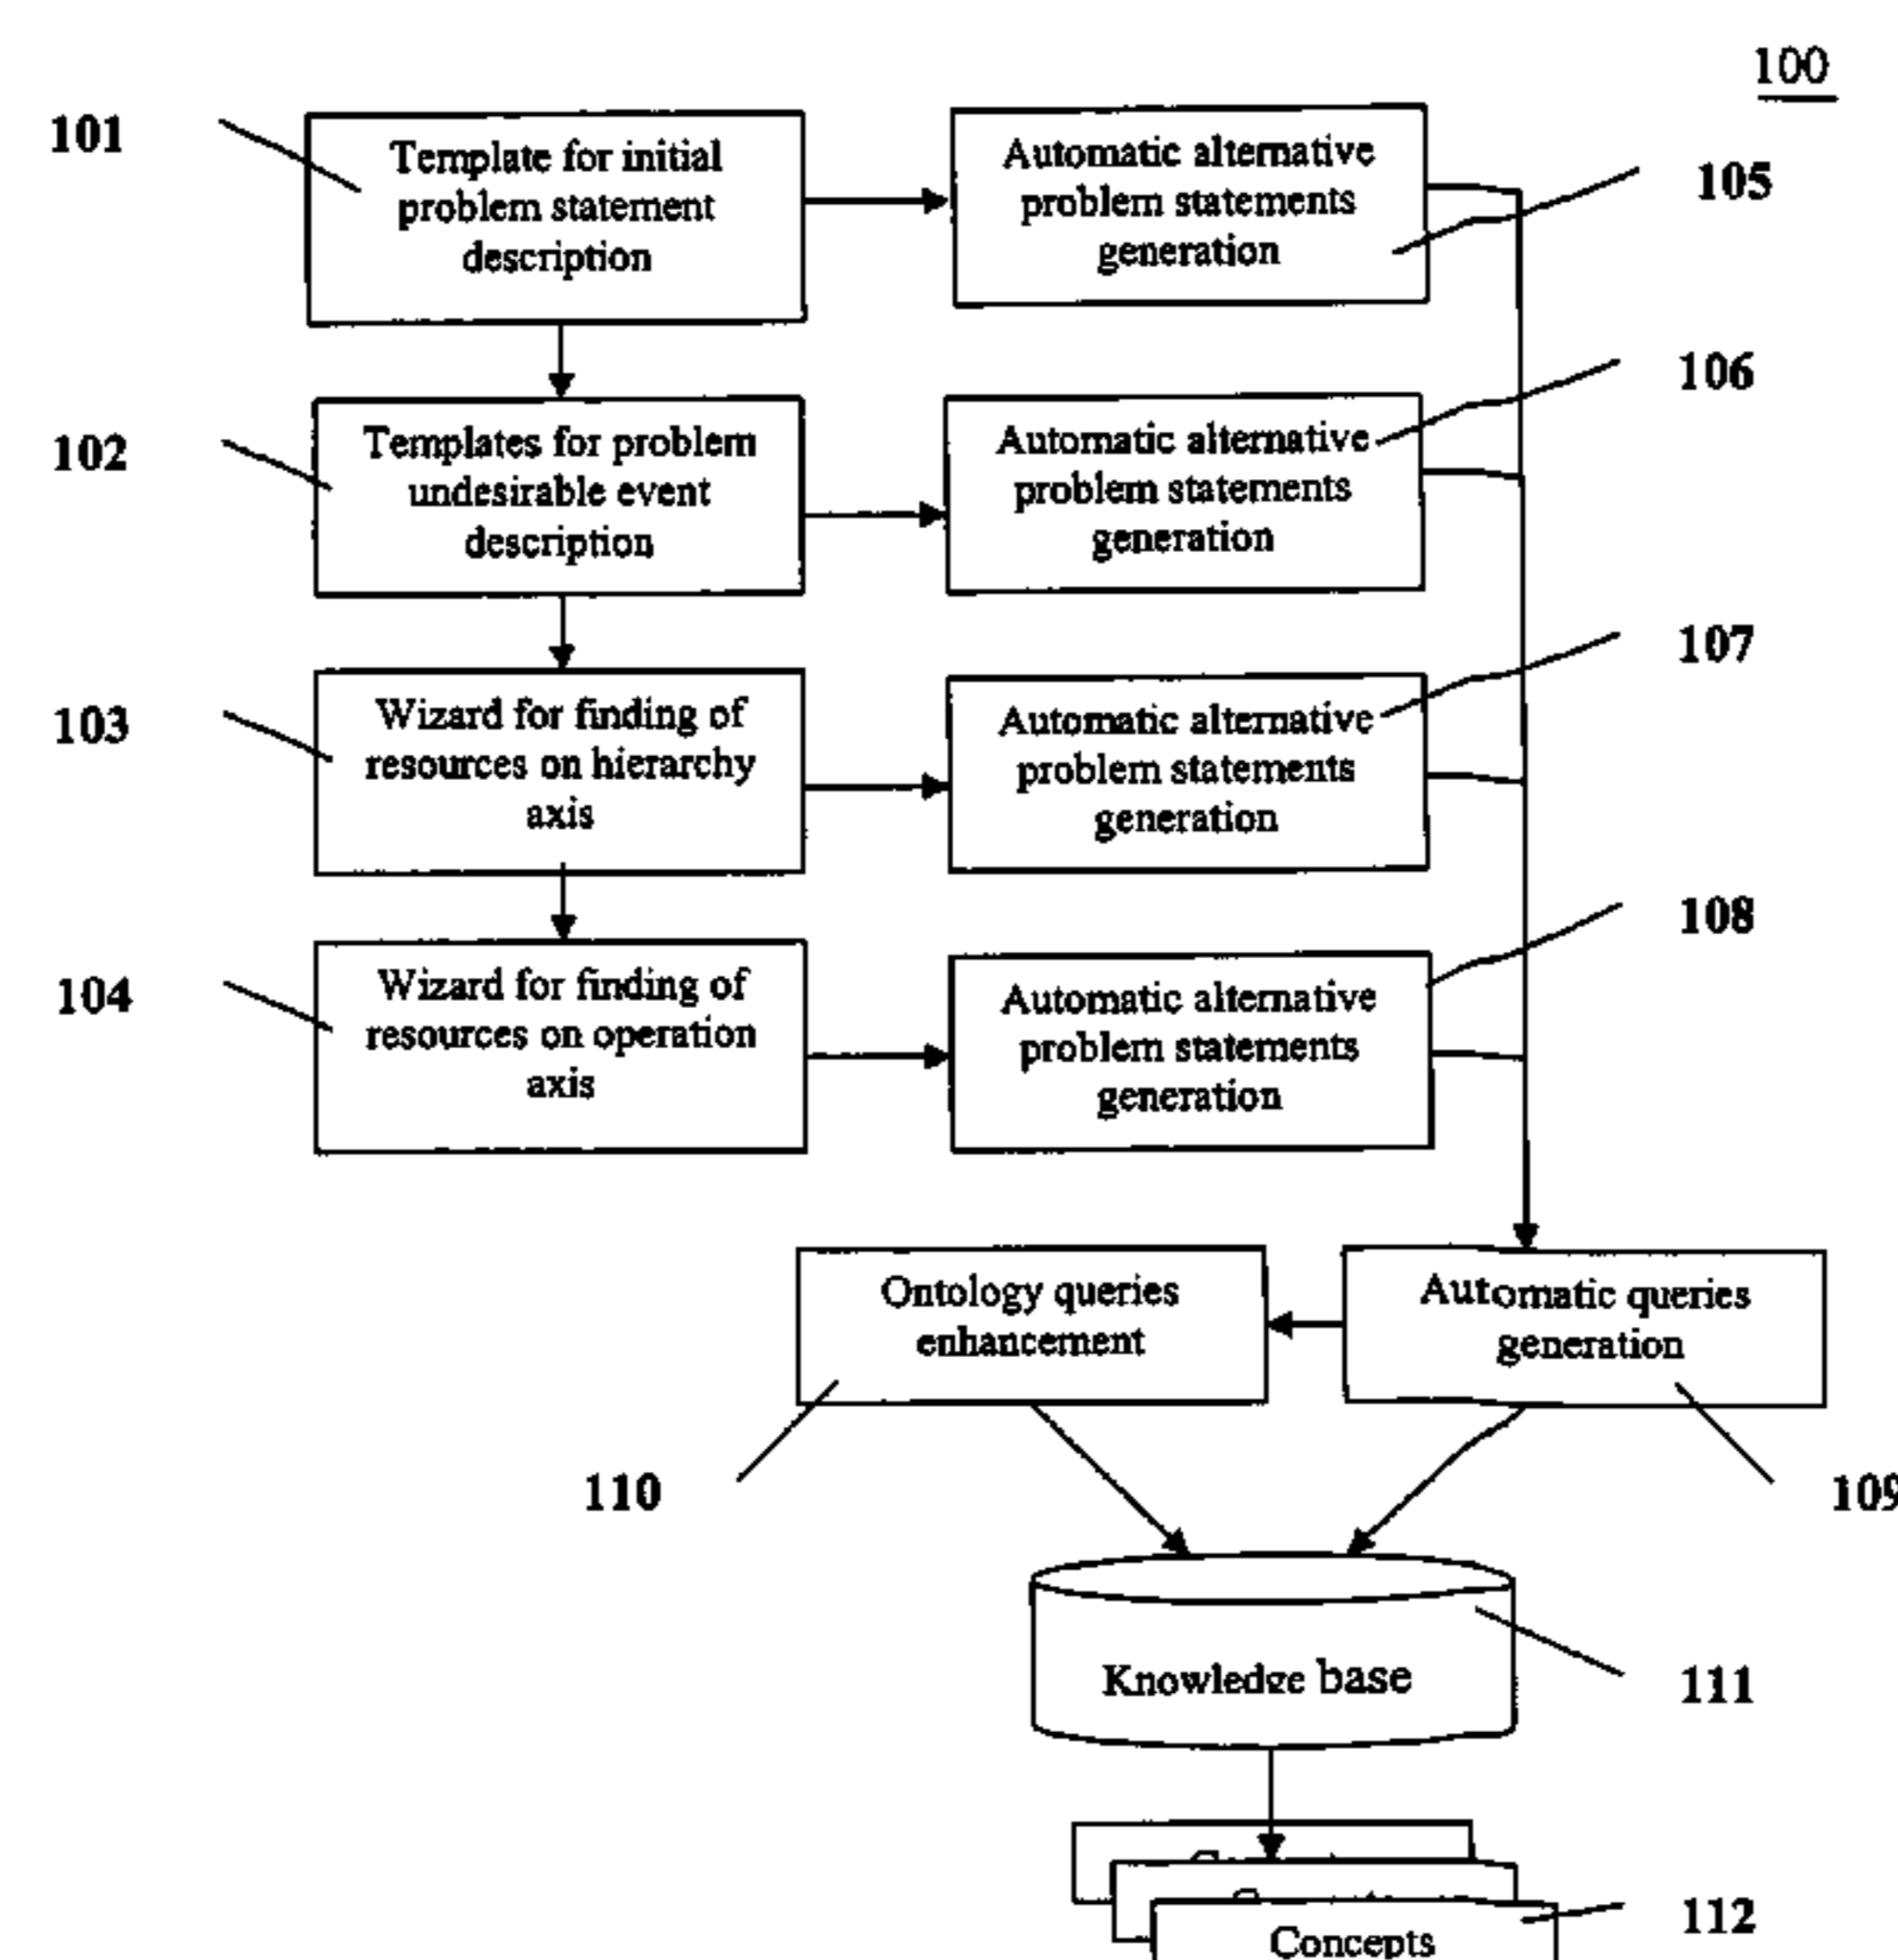 100
101
Template for initial
problem statement
description
Automatic alternative
problem statements
generation
105
102
Templates for problem
undesirable event
description
Automatic alternative
problem statements
generation
106
103
Wizard for finding of
resources on hierarchy
axis
Automatic alternative
problem statements
generation
107
104
Wizard for finding of
resources on operation
axis
Automatic alternative
problem statements
generation
108
Ontology queries
enhancement
Automatic queries
generation
110
109
Knowledge base
111
Concepts
112